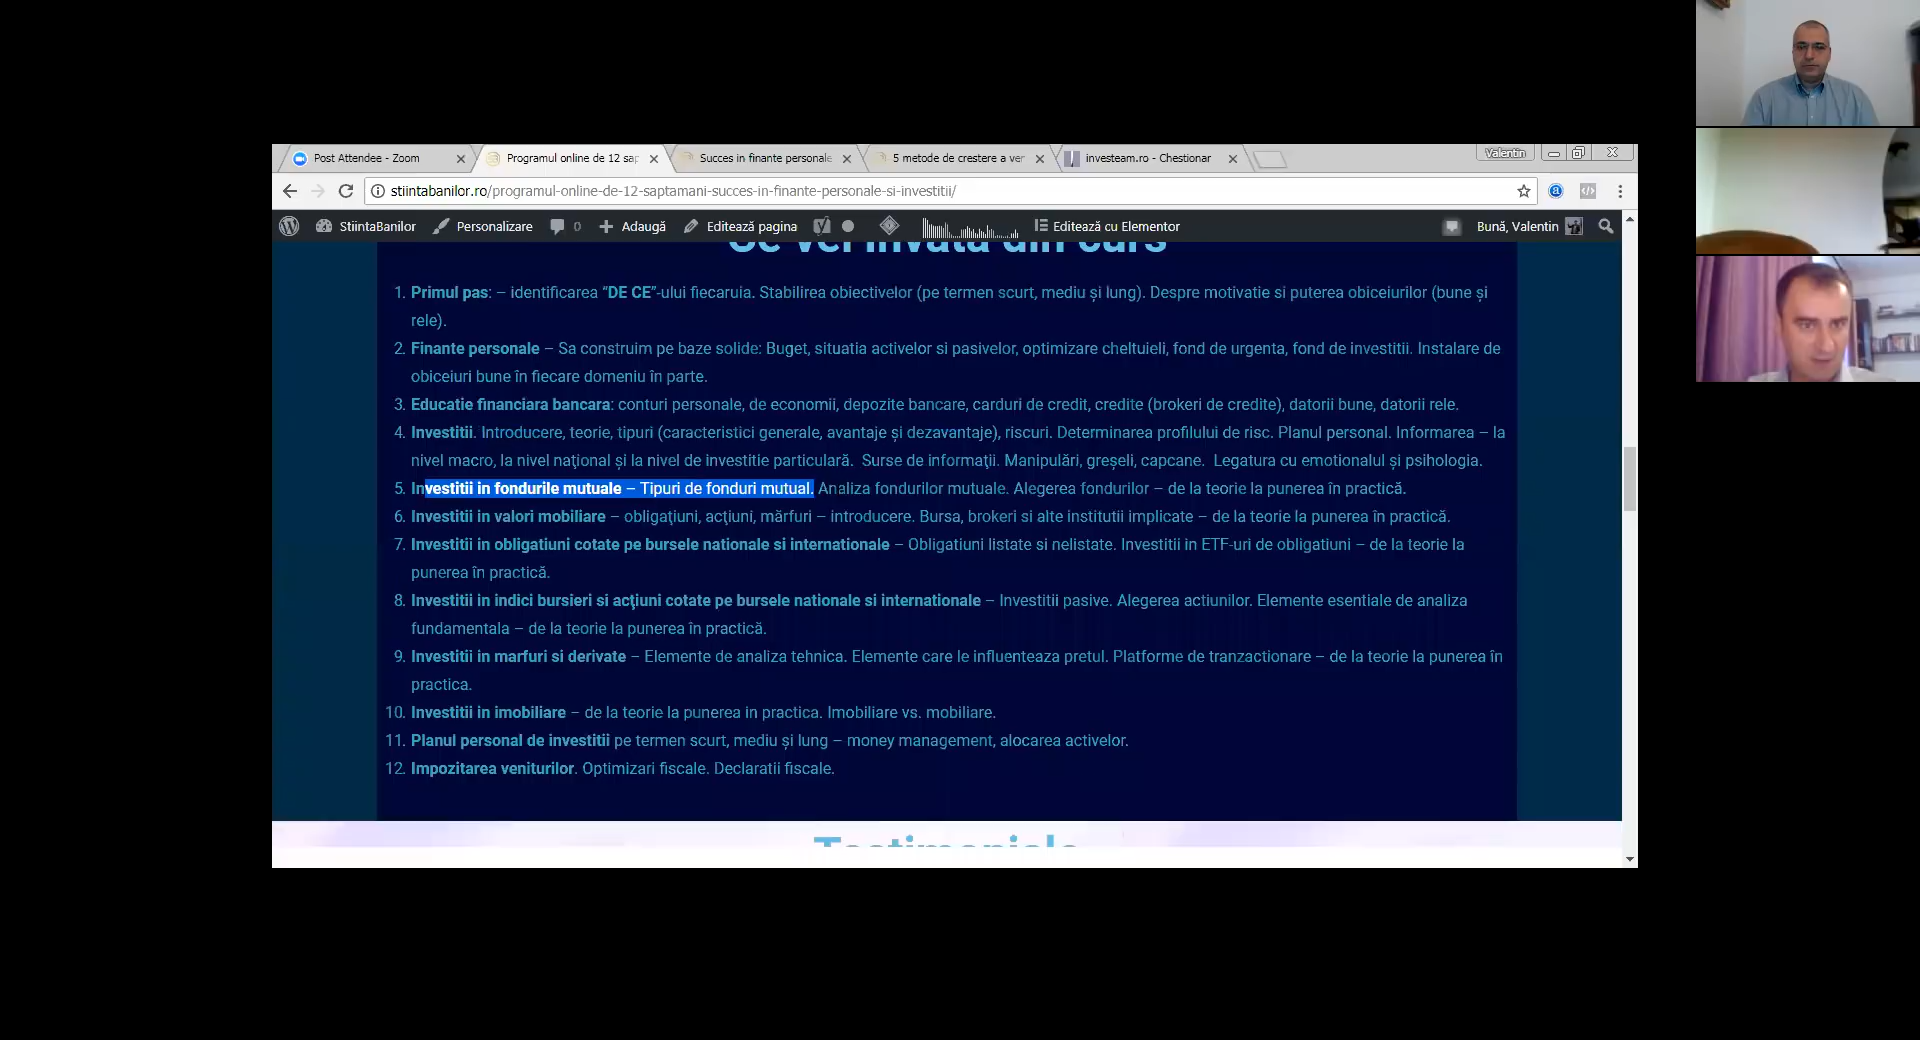 Post Attendee - Zoom
Programul online de 12 sap
Succes in finante personale
5 metode de crestere a ver
investeam.ro - Chestionar
Valentin
stiintabanilor.ro/programul-online-de-12-saptamani-succes-in-finante-personale-si-investitii/
StiintaBanilor
Personalizare
0
Adaugă
Editează pagina
Editează cu Elementor
Bună, Valentin
Ce vei invata din curs
1. Primul pas: – identificarea “DE CE”-ului fiecaruia. Stabilirea obiectivelor (pe termen scurt, mediu și lung). Despre motivatie si puterea obiceiurilor (bune și
rele).
2. Finante personale – Sa construim pe baze solide: Buget, situatia activelor si pasivelor, optimizare cheltuieli, fond de urgenta, fond de investitii. Instalare de
obiceiuri bune în fiecare domeniu în parte.
3. Educatie financiara bancara: conturi personale, de economii, depozite bancare, carduri de credit, credite (brokeri de credite), datorii bune, datorii rele.
4. Investitii. Introducere, teorie, tipuri (caracteristici generale, avantaje și dezavantaje), riscuri. Determinarea profilului de risc. Planul personal. Informarea – la
nivel macro, la nivel naţional și la nivel de investitie particulară. Surse de informaţii. Manipulări, greșeli, capcane. Legatura cu emotionalul și psihologia.
5. Investitii in fondurile mutuale – Tipuri de fonduri mutual. Analiza fondurilor mutuale. Alegerea fondurilor – de la teorie la punerea în practică.
6. Investitii in valori mobiliare – obligaţiuni, acţiuni, mărfuri – introducere. Bursa, brokeri si alte institutii implicate – de la teorie la punerea în practică.
7. Investitii in obligatiuni cotate pe bursele nationale si internationale – Obligatiuni listate si nelistate. Investitii in ETF-uri de obligatiuni – de la teorie la
punerea în practică.
8. Investitii in indici bursieri si acţiuni cotate pe bursele nationale si internationale – Investitii pasive. Alegerea actiunilor. Elemente esentiale de analiza
fundamentala – de la teorie la punerea în practică.
9. Investitii in marfuri si derivate – Elemente de analiza tehnica. Elemente care le influenteaza pretul. Platforme de tranzactionare – de la teorie la punerea în
practica.
10. Investitii in imobiliare – de la teorie la punerea in practica. Imobiliare vs. mobiliare.
11. Planul personal de investitii pe termen scurt, mediu și lung – money management, alocarea activelor.
12. Impozitarea veniturilor. Optimizari fiscale. Declaratii fiscale.
Testimoniale